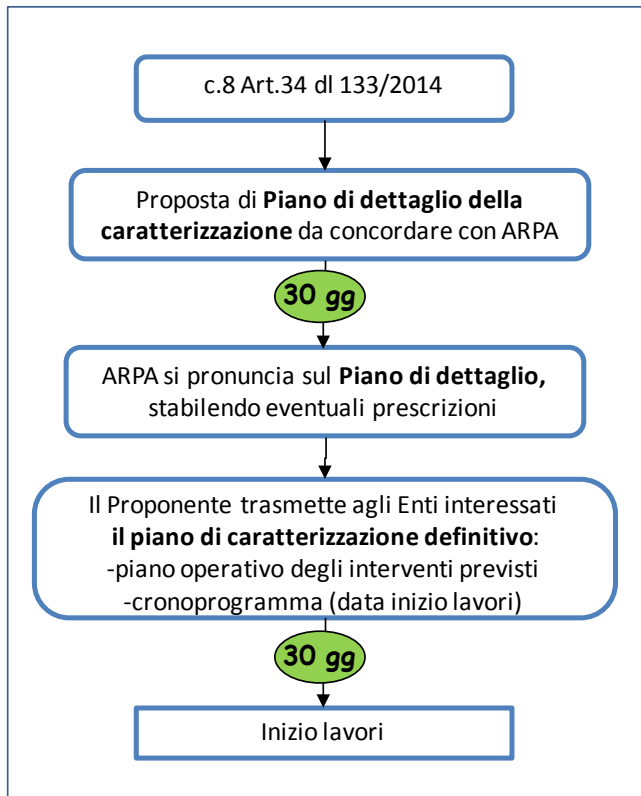 c.8 Art.34 dl 133/2014
Proposta di Piano di dettaglio della
caratterizzazione da concordare con ARPA
30 gg
ARPA si pronuncia sul Piano di dettaglio,
stabilendo eventuali prescrizioni
Il Proponente trasmette agli Enti interessati
il piano di caratterizzazione definitivo:
-piano operativo degli interventi previsti
-cronoprogramma (data inizio lavori)
30 gg
Inizio lavori